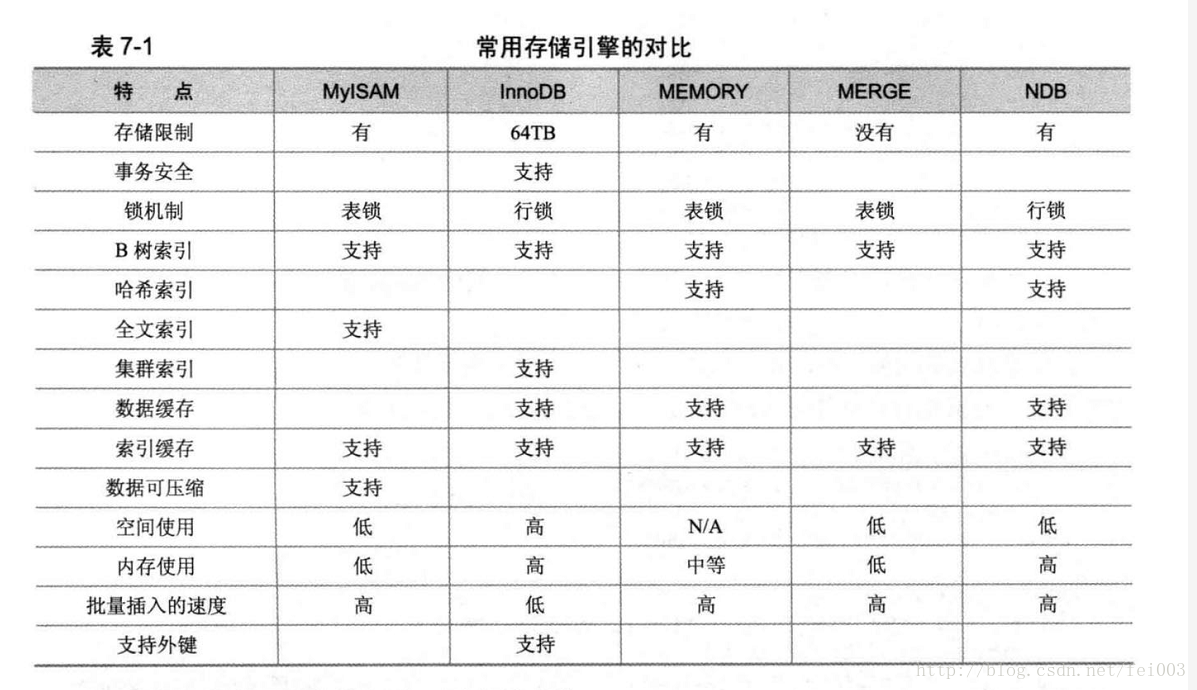 表 7-1 常用存储引擎的对比
特 点 MyISAM InnoDB MEMORY MERGE NDB
存储限制 有 64TB 有 没有 有
事务安全 支持
锁机制 表锁 行锁 表锁 表锁 行锁
B 树索引 支持 支持 支持 支持 支持
哈希索引 支持 支持
全文索引 支持
集群索引 支持
数据缓存 支持 支持 支持
索引缓存 支持 支持 支持 支持 支持
数据可压缩 支持
空间使用 低 高 N/A 低 低
内存使用 低 高 中等 低 高
批量插入的速度 高 低 高 高 高
支持外键 支持
http://blog.csdn.net/fei003